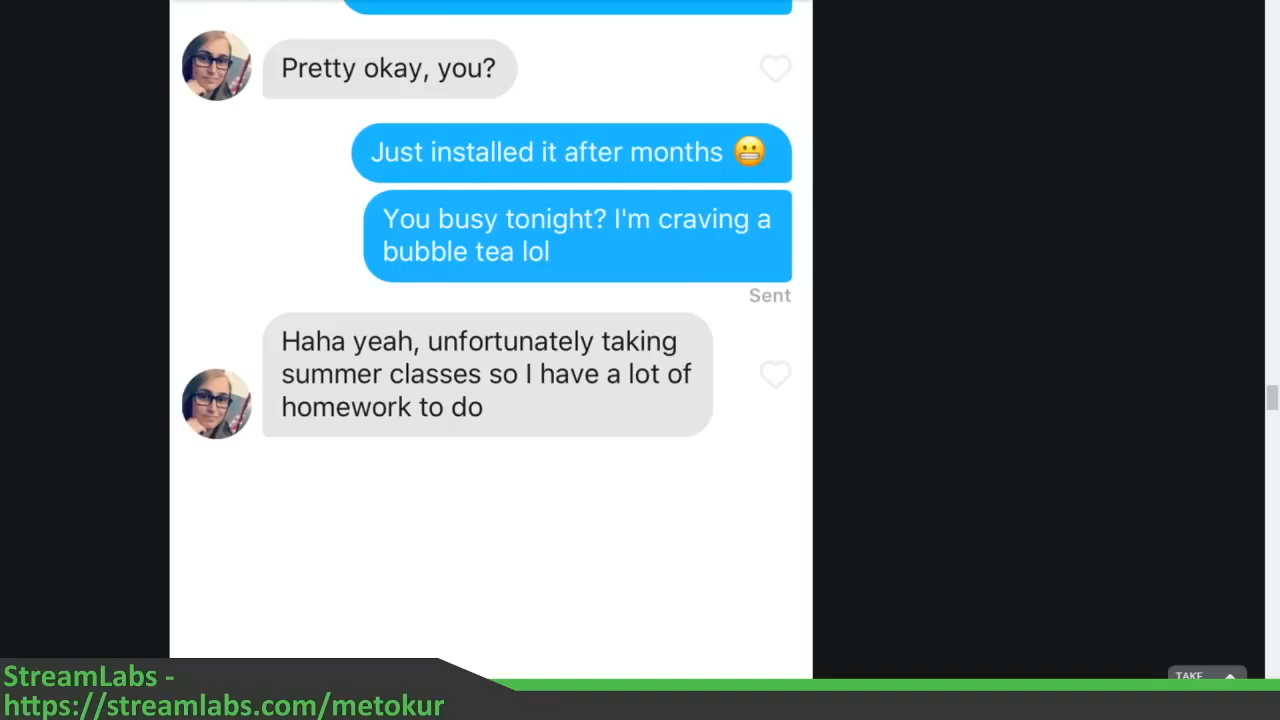 Pretty okay, you?
Just installed it after months 😬
You busy tonight? I'm craving a
bubble tea lol
Sent
Haha yeah, unfortunately taking
summer classes so I have a lot of
homework to do
TAKE
StreamLabs -
https://streamlabs.com/metokur